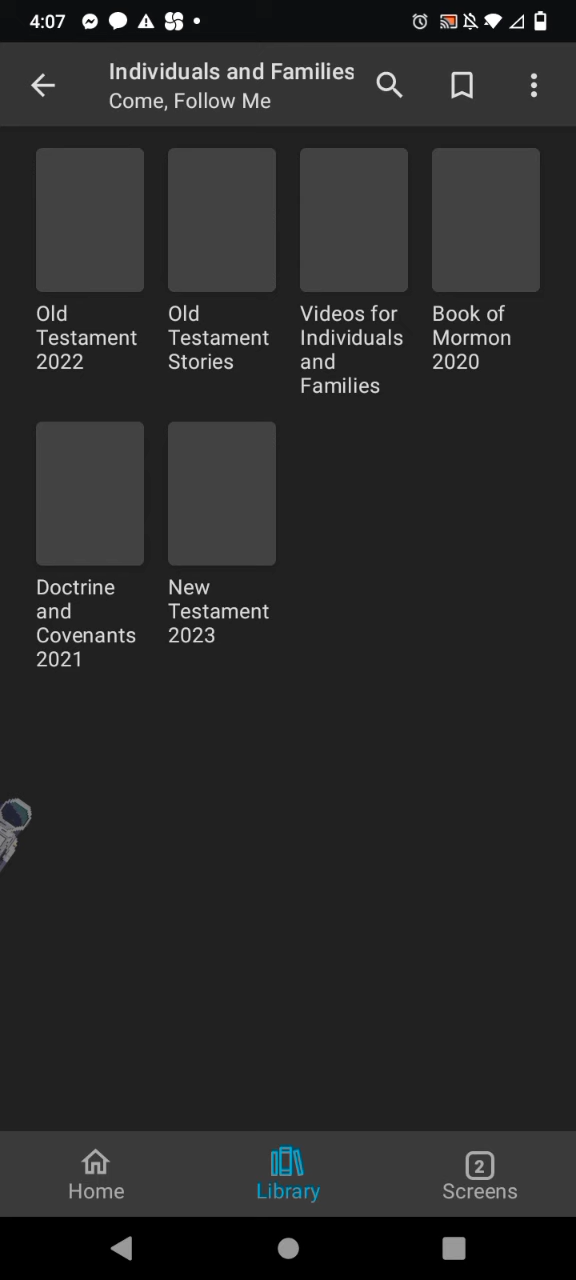 4:07
Individuals and Families
Come, Follow Me
Old
Testament
2022
Old
Testament
Stories
Videos for
Individuals
and
Families
Book of
Mormon
2020
Doctrine
and
Covenants
2021
New
Testament
2023
Home
Library
2
Screens